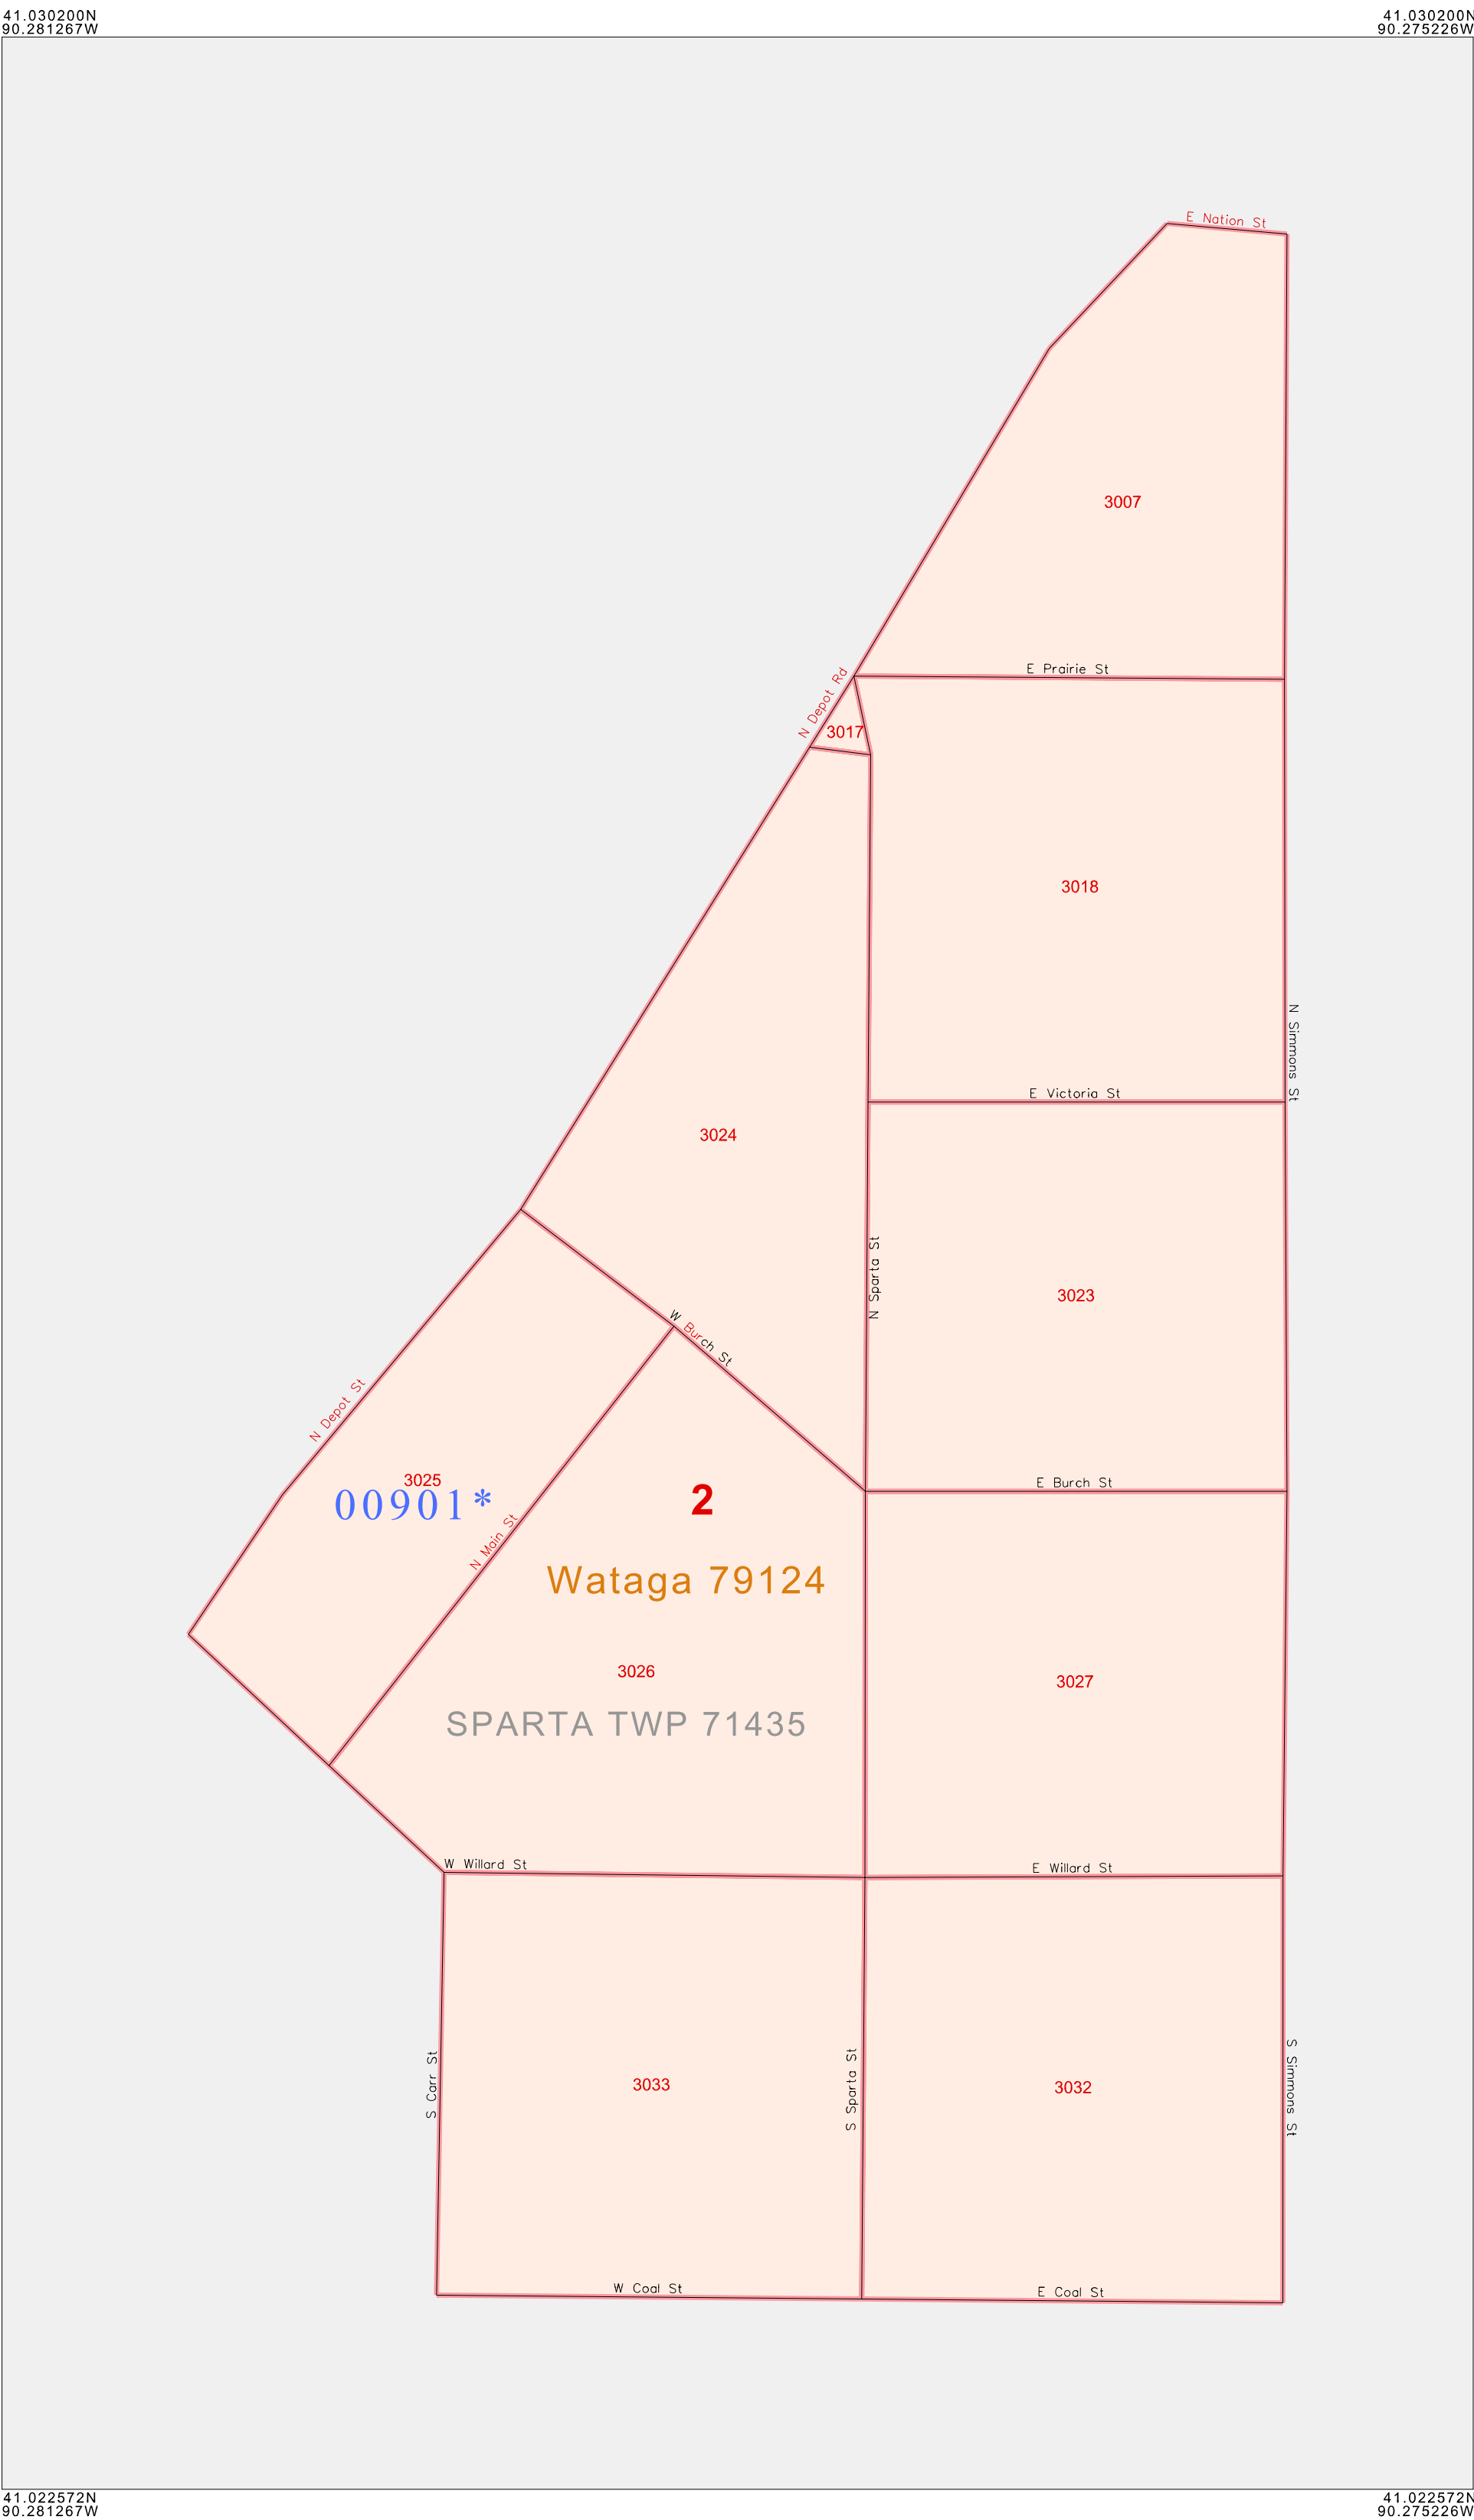 41.030200N
90.281267W
41.030200N
90.275226W
E Nation St
3007
E Prairie St
N Depot Rd
3017
3018
N Simmons St
E Victoria St
3024
N Sparta St
3023
W Burch St
N Depot St
3025
00901*
E Burch St
2
N Main St
Wataga 79124
3026
3027
SPARTA TWP 71435
W Willard St
E Willard St
S Carr St
3033
S Sparta St
3032
S Simmons St
W Coal St
E Coal St
41.022572N
90.281267W
41.022572N
90.275226W